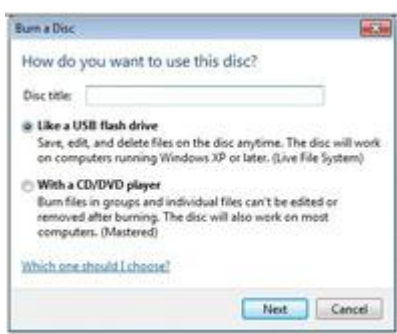 Burn a Disc
How do you want to use this disc?
Disc title:
Like a USB flash drive
Save, edit, and delete files on the disc anytime. The disc will work
on computers running Windows XP or later. (Live File System)
With a CD/DVD player
Burn files in groups and individual files can't be edited or
removed after burning. The disc will also work on most
computers. (Mastered)
Which one should I choose?
Next Cancel